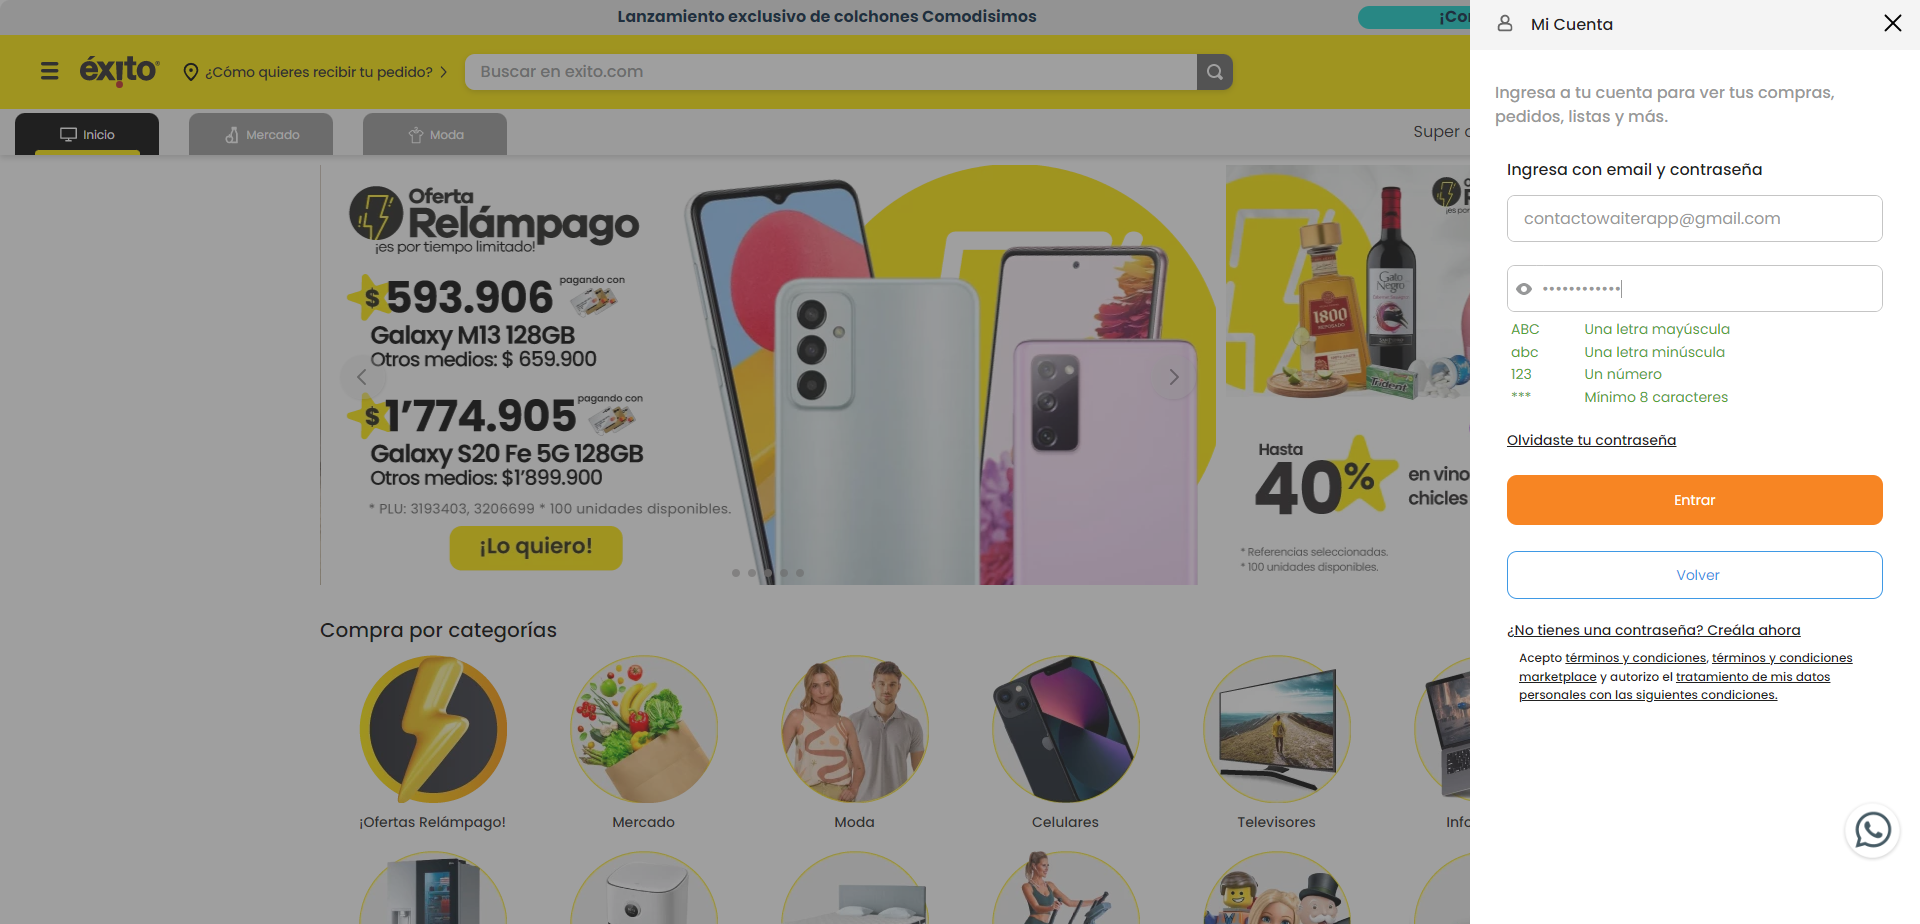 Lanzamiento exclusivo de colchones Comodisimos
éxito
¿Cómo quieres recibir tu pedido?
Buscar en exito.com
Inicio
Mercado
Moda
Super
Oferta
Relámpago
¡es por tiempo limitado!
$593.906
pagando con
Galaxy M13 128GB
Otros medios: $ 659.900
$1'774.905
pagando con
Galaxy S20 Fe 5G 128GB
Otros medios: $1'899.900
* PLU: 3193403, 3206699 * 100 unidades disponibles.
¡Lo quiero!
1800
Gato
Negro
Trident
Hasta
40%
en vino
chicles
* Referencias seleccionadas.
* 100 unidades disponibles.
Compra por categorías
¡Ofertas Relámpago!
Mercado
Moda
Celulares
Televisores
Mi Cuenta
Ingresa a tu cuenta para ver tus compras,
pedidos, listas y más.
Ingresa con email y contraseña
contactowaiterapp@gmail.com
••••••••••••
ABC Una letra mayúscula
abc Una letra minúscula
123 Un número
*** Mínimo 8 caracteres
Olvidaste tu contraseña
Entrar
Volver
¿No tienes una contraseña? Creála ahora
Acepto términos y condiciones, términos y condiciones
marketplace y autorizo el tratamiento de mis datos
personales con las siguientes condiciones.